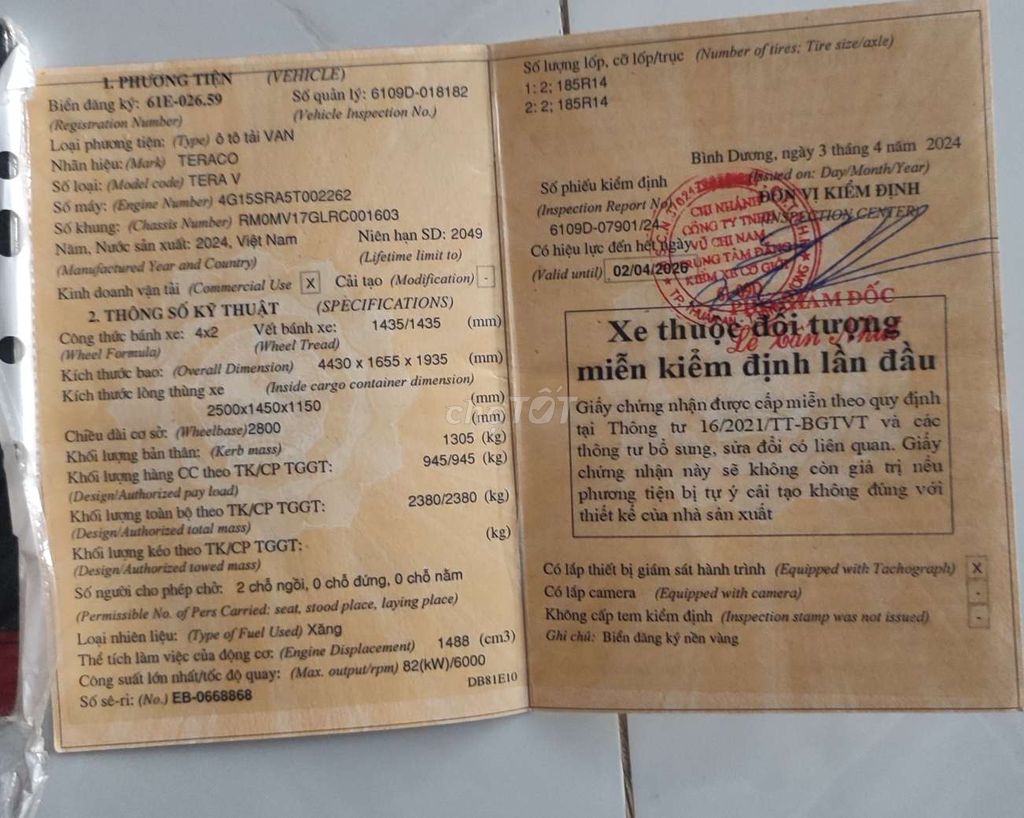 1. PHƯƠNG TIỆN (VEHICLE)
Biển đăng ký: 61E-026.59 Số quản lý: 6109D-018182
(Registration Number) (Vehicle Inspection No.)
Loại phương tiện: (Type) ô tô tải VAN
Nhãn hiệu: (Mark) TERACO
Số loại: (Model code) TERA V
Số máy: (Engine Number) 4G15SRA5T002262
Số khung: (Chassis Number) RM0MV17GLRC001603
Năm, Nước sản xuất: 2024, Việt Nam Niên hạn SD: 2049
(Manufactured Year and Country) (Lifetime limit to)
Kinh doanh vận tải (Commercial Use X Cải tạo (Modification) -
2. THÔNG SỐ KỸ THUẬT (SPECIFICATIONS)
Công thức bánh xe: 4x2 Vết bánh xe: 1435/1435 (mm)
(Wheel Formula) (Wheel Tread)
Kích thước bao: (Overall Dimension) 4430 x 1655 x 1935 (mm)
Kích thước lòng thùng xe (Inside cargo container dimension)
2500x1450x1150 (mm)
Chiều dài cơ sở: (Wheelbase) 2800 (mm)
Khối lượng bản thân: (Kerb mass) 1305 (kg)
Khối lượng hàng CC theo TK/CP TGGT: 945/945 (kg)
(Design/Authorized pay load)
Khối lượng toàn bộ theo TK/CP TGGT: 2380/2380 (kg)
(Design/Authorized total mass)
Khối lượng kéo theo TK/CP TGGT: (kg)
(Design/Authorized towed mass)
Số người cho phép chở: 2 chỗ ngồi, 0 chỗ đứng, 0 chỗ nằm
(Permissible No. of Pers Carried: seat, stood place, laying place)
Loại nhiên liệu: (Type of Fuel Used) Xăng
Thể tích làm việc của động cơ: (Engine Displacement) 1488 (cm3)
Công suất lớn nhất/tốc độ quay: (Max. output/rpm) 82(kW)/6000
Số sê-ri: (No.) EB-0668868 DB81E10
Số lượng lốp, cỡ lốp/trục (Number of tires; Tire size/axle)
1: 2; 185R14
2: 2; 185R14
Bình Dương, ngày 3 tháng 4 năm 2024
(Issued on: Day/Month/Year)
Số phiếu kiểm định ĐƠN VỊ KIỂM ĐỊNH
(Inspection Report No) (INSPECTION CENTER)
6109D-07901/24
Có hiệu lực đến hết ngày
(Valid until) 02/04/2026
CHI NHÁNH
CÔNG TY TNHH
VŨ CHI NAM
TRUNG TÂM ĐĂNG
KIỂM XE CƠ GIỚI
61-09D
PHÓ GIÁM ĐỐC
Xe thuộc đối tượng
miễn kiểm định lần đầu
Giấy chứng nhận được cấp miễn theo quy định
tại Thông tư 16/2021/TT-BGTVT và các
thông tư bổ sung, sửa đổi có liên quan. Giấy
chứng nhận này sẽ không còn giá trị nếu
phương tiện bị tự ý cải tạo không đúng với
thiết kế của nhà sản xuất
Có lắp thiết bị giám sát hành trình (Equipped with Tachograph) X
Có lắp camera (Equipped with camera) -
Không cấp tem kiểm định (Inspection stamp was not issued) -
Ghi chú: Biển đăng ký nền vàng
chợTỐT